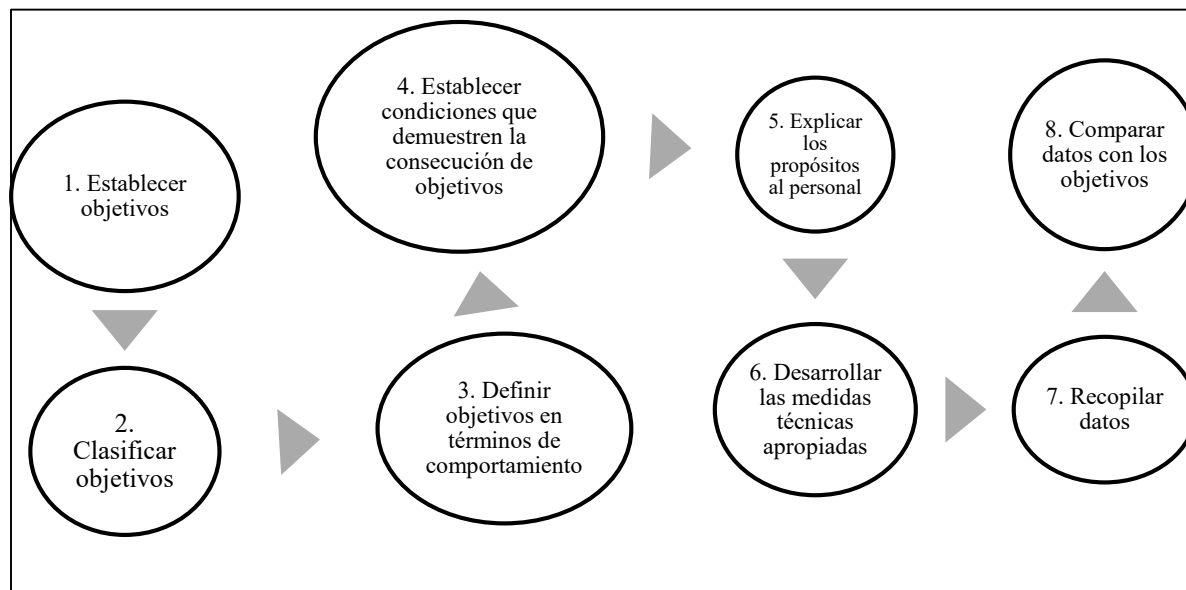 1. Establecer
objetivos
2.
Clasificar
objetivos
3. Definir
objetivos en
términos de
comportamiento
4. Establecer
condiciones que
demuestren la
consecución de
objetivos
5. Explicar
los
propósitos
al personal
6. Desarrollar
las medidas
técnicas
apropiadas
7. Recopilar
datos
8. Comparar
datos con los
objetivos